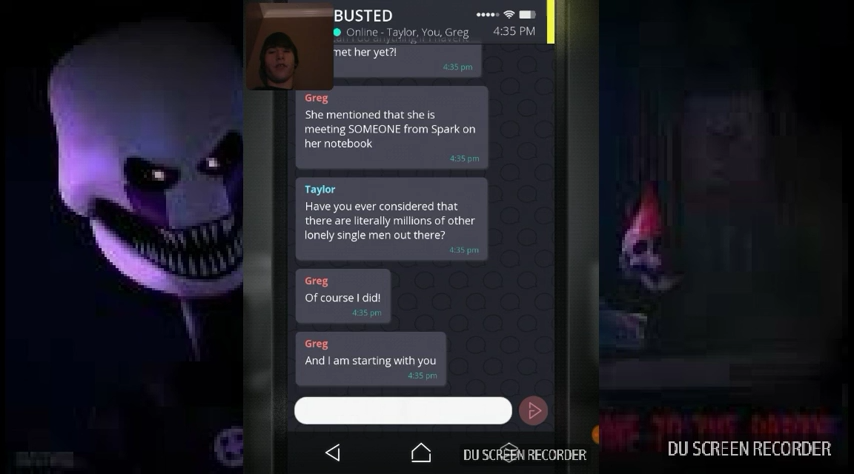 BUSTED
Online - Taylor, You, Greg
4:35 PM
met her yet?!
4:35 pm
Greg
She mentioned that she is
meeting SOMEONE from Spark on
her notebook
4:35 pm
Taylor
Have you ever considered that
there are literally millions of other
lonely single men out there?
4:35 pm
Greg
Of course I did!
4:35 pm
Greg
And I am starting with you
4:35 pm
DU SCREEN RECORDER
DU SCREEN RECORDER